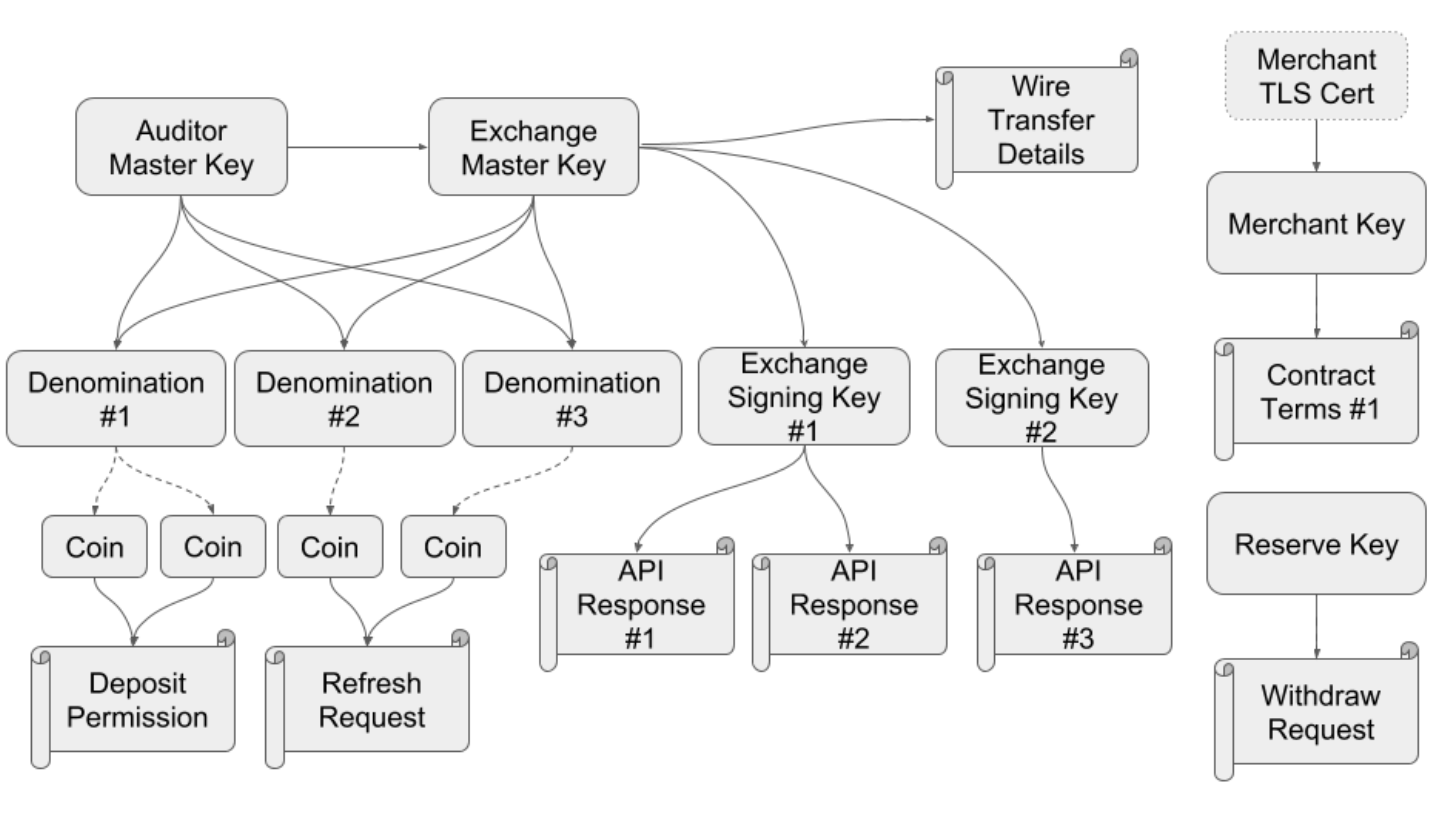 Auditor
Master Key
Exchange
Master Key
Wire
Transfer
Details
Merchant
TLS Cert
Merchant Key
Denomination
#1
Denomination
#2
Denomination
#3
Exchange
Signing Key
#1
Exchange
Signing Key
#2
Contract
Terms #1
Coin
Coin
Coin
Coin
API
Response
#1
API
Response
#2
API
Response
#3
Reserve Key
Deposit
Permission
Refresh
Request
Withdraw
Request